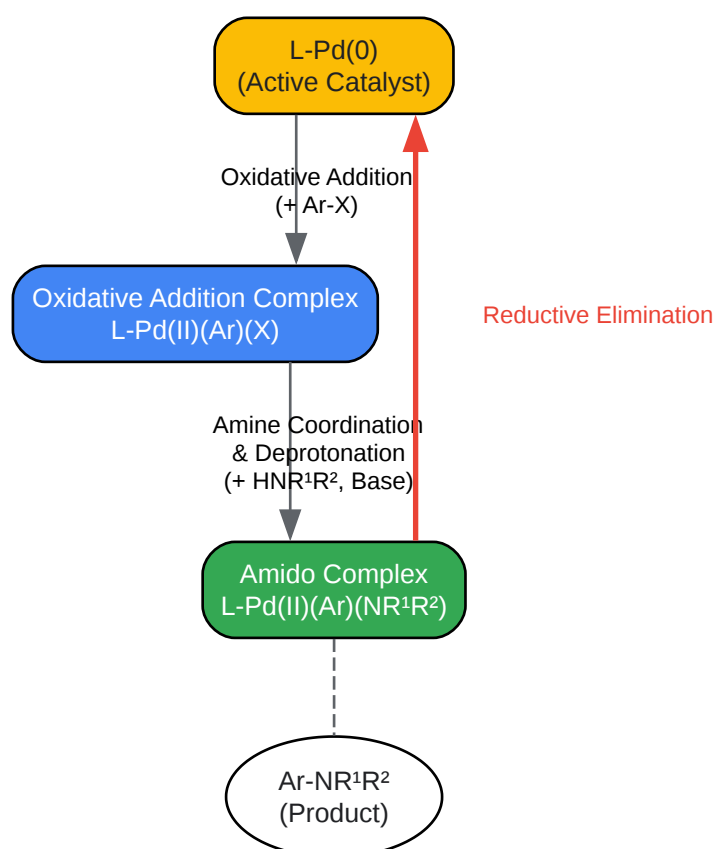 L-Pd(0)
(Active Catalyst)
Oxidative Addition
(+ Ar-X)
Oxidative Addition Complex
L-Pd(II)(Ar)(X)
Reductive Elimination
Amine Coordination
& Deprotonation
(+ HNR¹R², Base)
Amido Complex
L-Pd(II)(Ar)(NR¹R²)
Ar-NR¹R²
(Product)